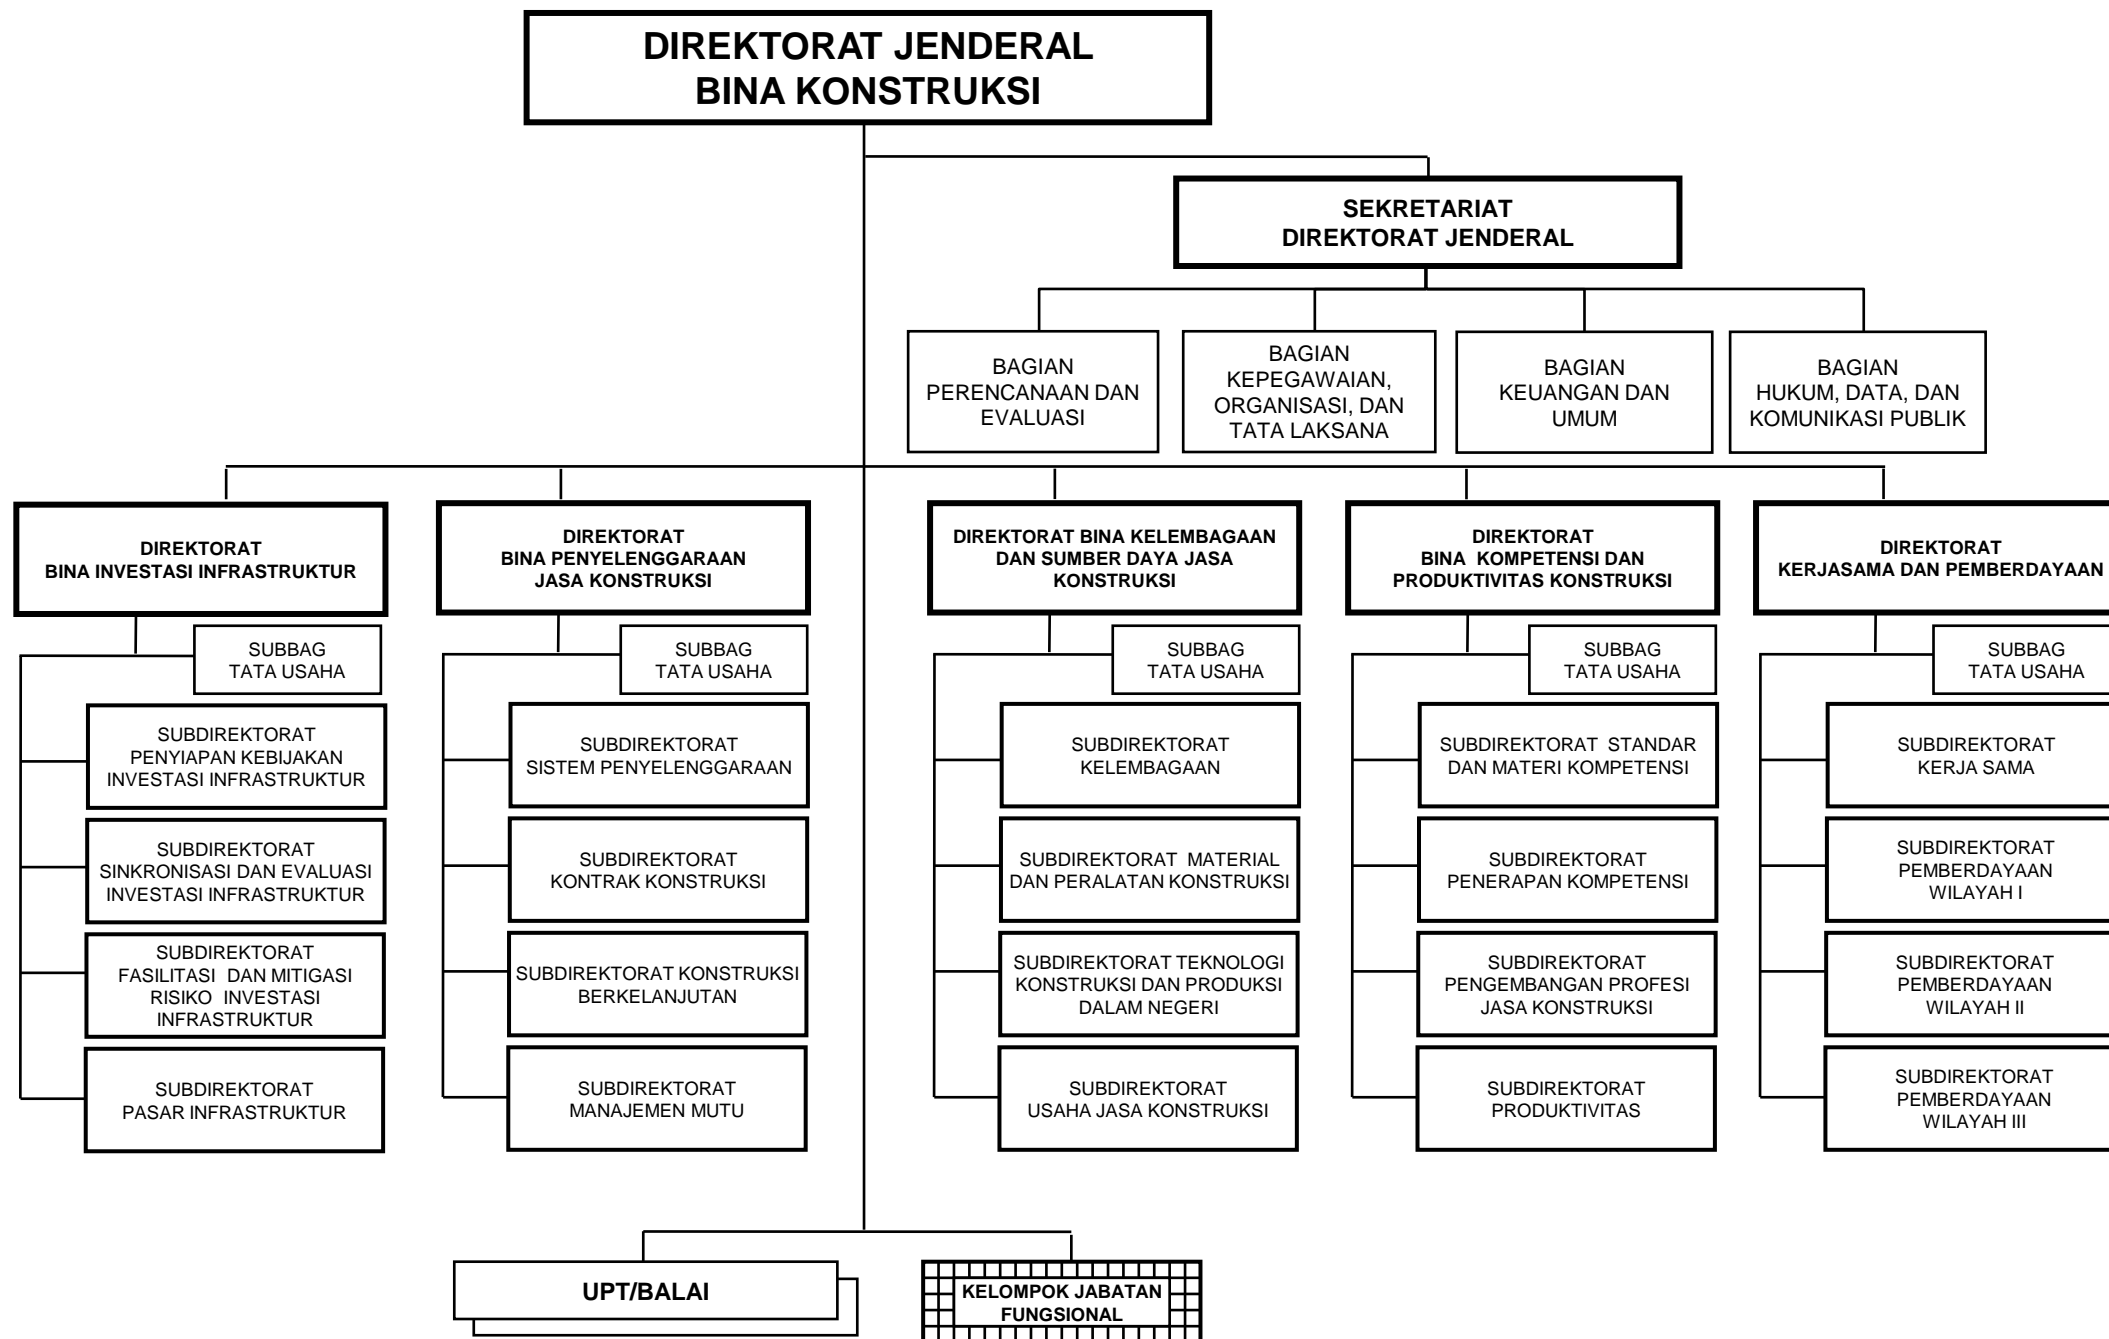 DIREKTORAT JENDERAL
BINA KONSTRUKSI
SEKRETARIAT
DIREKTORAT JENDERAL
BAGIAN
PERENCANAAN DAN
EVALUASI
BAGIAN
KEPEGAWAIAN,
ORGANISASI, DAN
TATA LAKSANA
BAGIAN
KEUANGAN DAN
UMUM
BAGIAN
HUKUM, DATA, DAN
KOMUNIKASI PUBLIK
DIREKTORAT
BINA INVESTASI INFRASTRUKTUR
SUBBAG
TATA USAHA
SUBDIREKTORAT
PENYIAPAN KEBIJAKAN
INVESTASI INFRASTRUKTUR
SUBDIREKTORAT
SINKRONISASI DAN EVALUASI
INVESTASI INFRASTRUKTUR
SUBDIREKTORAT
FASILITASI DAN MITIGASI
RISIKO INVESTASI
INFRASTRUKTUR
SUBDIREKTORAT
PASAR INFRASTRUKTUR
DIREKTORAT
BINA PENYELENGGARAAN
JASA KONSTRUKSI
SUBBAG
TATA USAHA
SUBDIREKTORAT
SISTEM PENYELENGGARAAN
SUBDIREKTORAT
KONTRAK KONSTRUKSI
SUBDIREKTORAT KONSTRUKSI
BERKELANJUTAN
SUBDIREKTORAT
MANAJEMEN MUTU
DIREKTORAT BINA KELEMBAGAAN
DAN SUMBER DAYA JASA
KONSTRUKSI
SUBBAG
TATA USAHA
SUBDIREKTORAT
KELEMBAGAAN
SUBDIREKTORAT MATERIAL
DAN PERALATAN KONSTRUKSI
SUBDIREKTORAT TEKNOLOGI
KONSTRUKSI DAN PRODUKSI
DALAM NEGERI
SUBDIREKTORAT
USAHA JASA KONSTRUKSI
DIREKTORAT
BINA KOMPETENSI DAN
PRODUKTIVITAS KONSTRUKSI
SUBBAG
TATA USAHA
SUBDIREKTORAT STANDAR
DAN MATERI KOMPETENSI
SUBDIREKTORAT
PENERAPAN KOMPETENSI
SUBDIREKTORAT
PENGEMBANGAN PROFESI
JASA KONSTRUKSI
SUBDIREKTORAT
PRODUKTIVITAS
DIREKTORAT
KERJASAMA DAN PEMBERDAYAAN
SUBBAG
TATA USAHA
SUBDIREKTORAT
KERJA SAMA
SUBDIREKTORAT
PEMBERDAYAAN
WILAYAH I
SUBDIREKTORAT
PEMBERDAYAAN
WILAYAH II
SUBDIREKTORAT
PEMBERDAYAAN
WILAYAH III
UPT/BALAI
KELOMPOK JABATAN
FUNGSIONAL